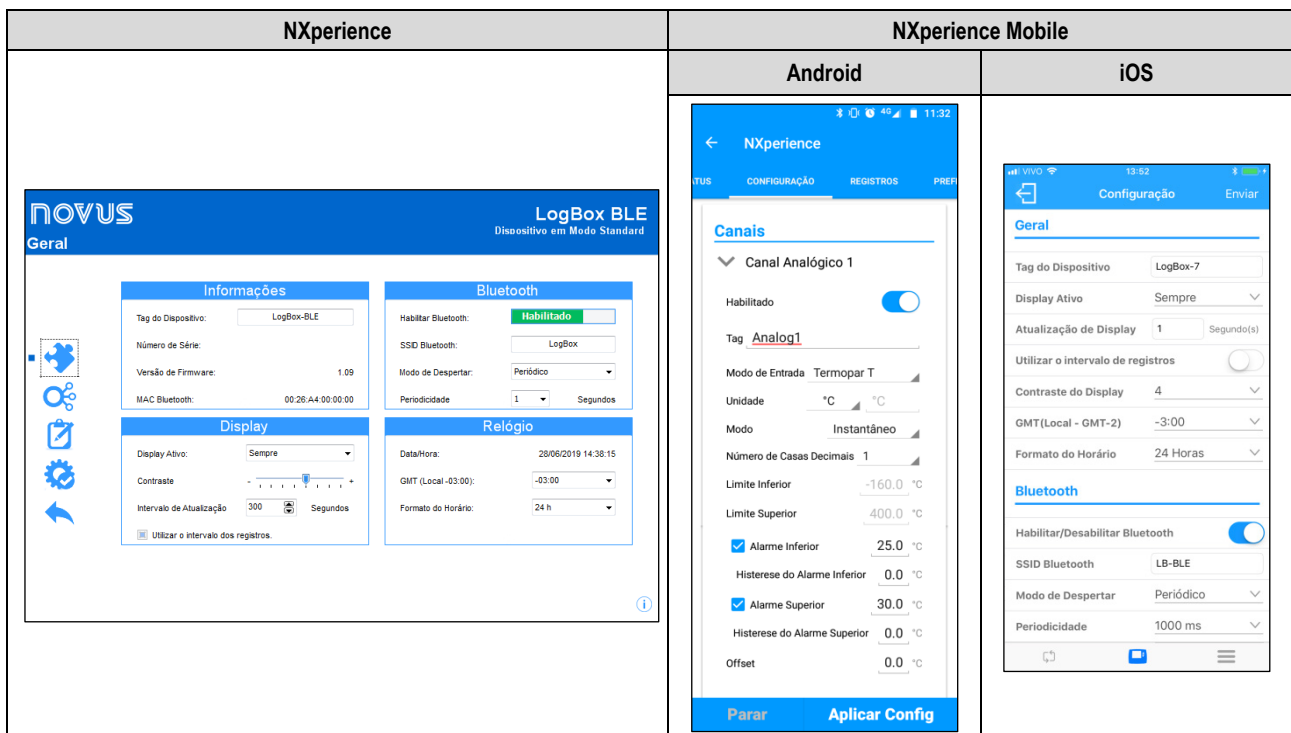 NXperience
NXperience Mobile
Android
iOS
NOVUS
LogBox BLE
Dispositivo em Modo Standard
Geral
Informações
Tag do Dispositivo: LogBox-BLE
Número de Série:
Versão de Firmware: 1.09
MAC Bluetooth: 00:26:A4:00:00:00
Bluetooth
Habilitar Bluetooth: Habilitado
SSID Bluetooth: LogBox
Modo de Despertar: Periódico
Periodicidade 1 Segundos
Display
Display Ativo: Sempre
Contraste - +
Intervalo de Atualização 300 Segundos
Utilizar o intervalo dos registros.
Relógio
Data/Hora: 28/06/2019 14:38:15
GMT (Local -03:00): -03:00
Formato do Horário: 24 h
4G 11:32
NXperience
TUS CONFIGURAÇÃO REGISTROS PREF
Canais
Canal Analógico 1
Habilitado
Tag Analog1
Modo de Entrada Termopar T
Unidade °C °C
Modo Instantâneo
Número de Casas Decimais 1
Limite Inferior -160.0 °C
Limite Superior 400.0 °C
Alarme Inferior 25.0 °C
Histerese do Alarme Inferior 0.0 °C
Alarme Superior 30.0 °C
Histerese do Alarme Superior 0.0 °C
Offset 0.0 °C
Parar Aplicar Config
VIVO 13:52
Configuração Enviar
Geral
Tag do Dispositivo LogBox-7
Display Ativo Sempre
Atualização de Display 1 Segundo(s)
Utilizar o intervalo de registros
Contraste do Display 4
GMT(Local - GMT-2) -3:00
Formato do Horário 24 Horas
Bluetooth
Habilitar/Desabilitar Bluetooth
SSID Bluetooth LB-BLE
Modo de Despertar Periódico
Periodicidade 1000 ms